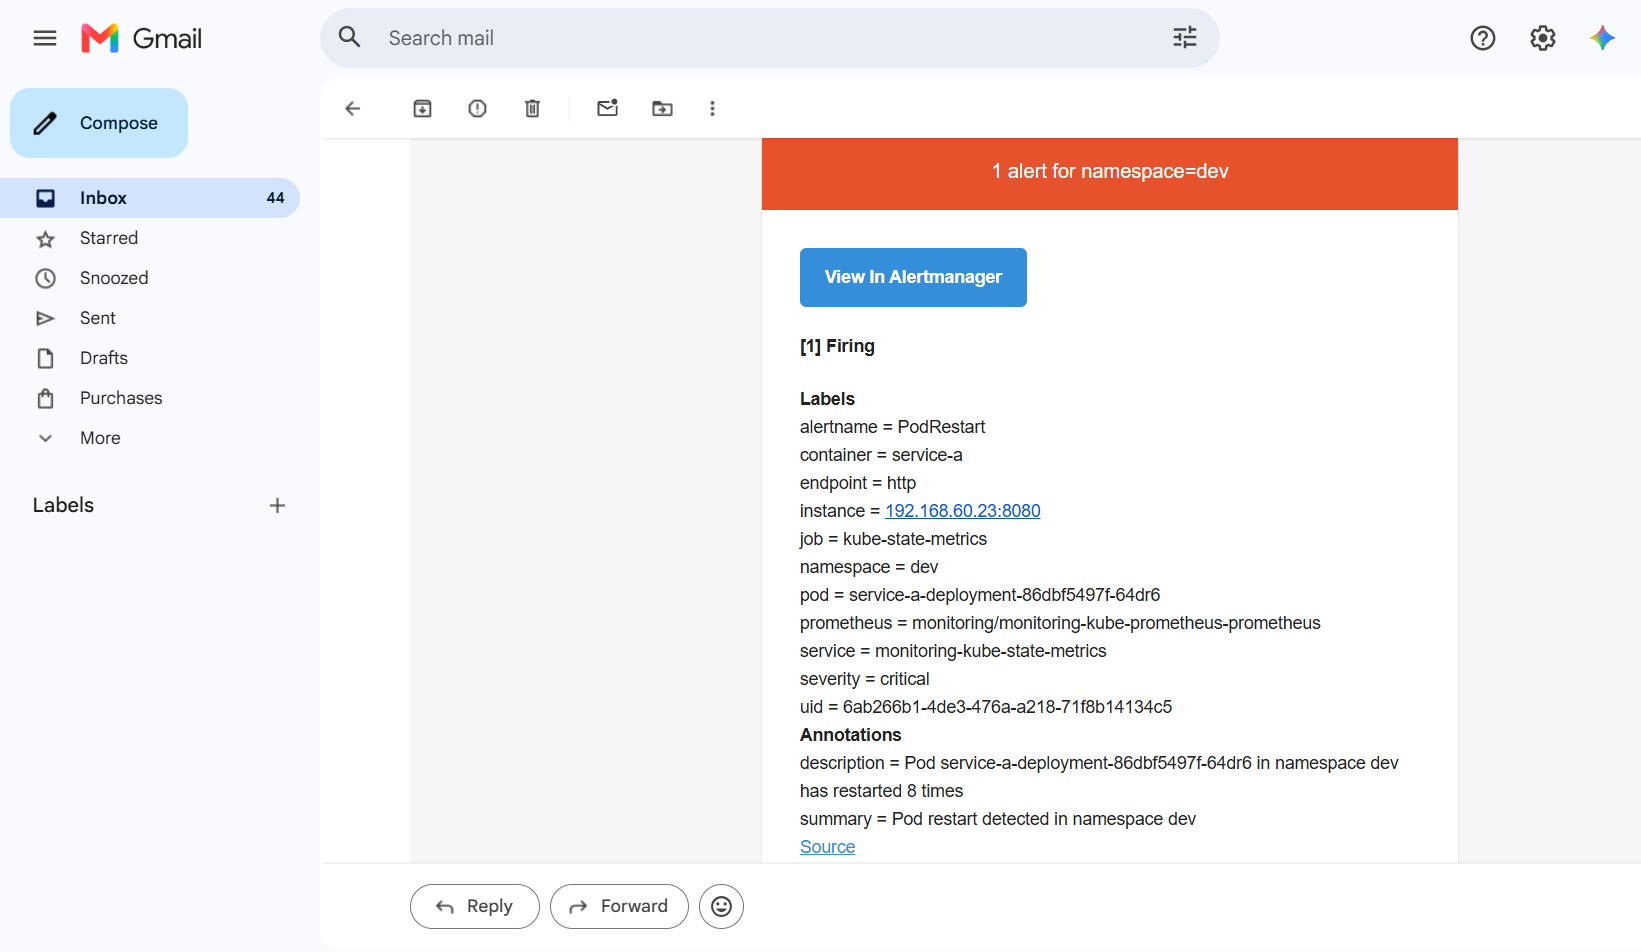 Gmail
Search mail
Compose
Inbox 44
Starred
Snoozed
Sent
Drafts
Purchases
More
Labels
1 alert for namespace=dev
View In Alertmanager
[1] Firing
Labels
alertname = PodRestart
container = service-a
endpoint = http
instance = 192.168.60.23:8080
job = kube-state-metrics
namespace = dev
pod = service-a-deployment-86dbf5497f-64dr6
prometheus = monitoring/monitoring-kube-prometheus-prometheus
service = monitoring-kube-state-metrics
severity = critical
uid = 6ab266b1-4de3-476a-a218-71f8b14134c5
Annotations
description = Pod service-a-deployment-86dbf5497f-64dr6 in namespace dev
has restarted 8 times
summary = Pod restart detected in namespace dev
Source
Reply
Forward